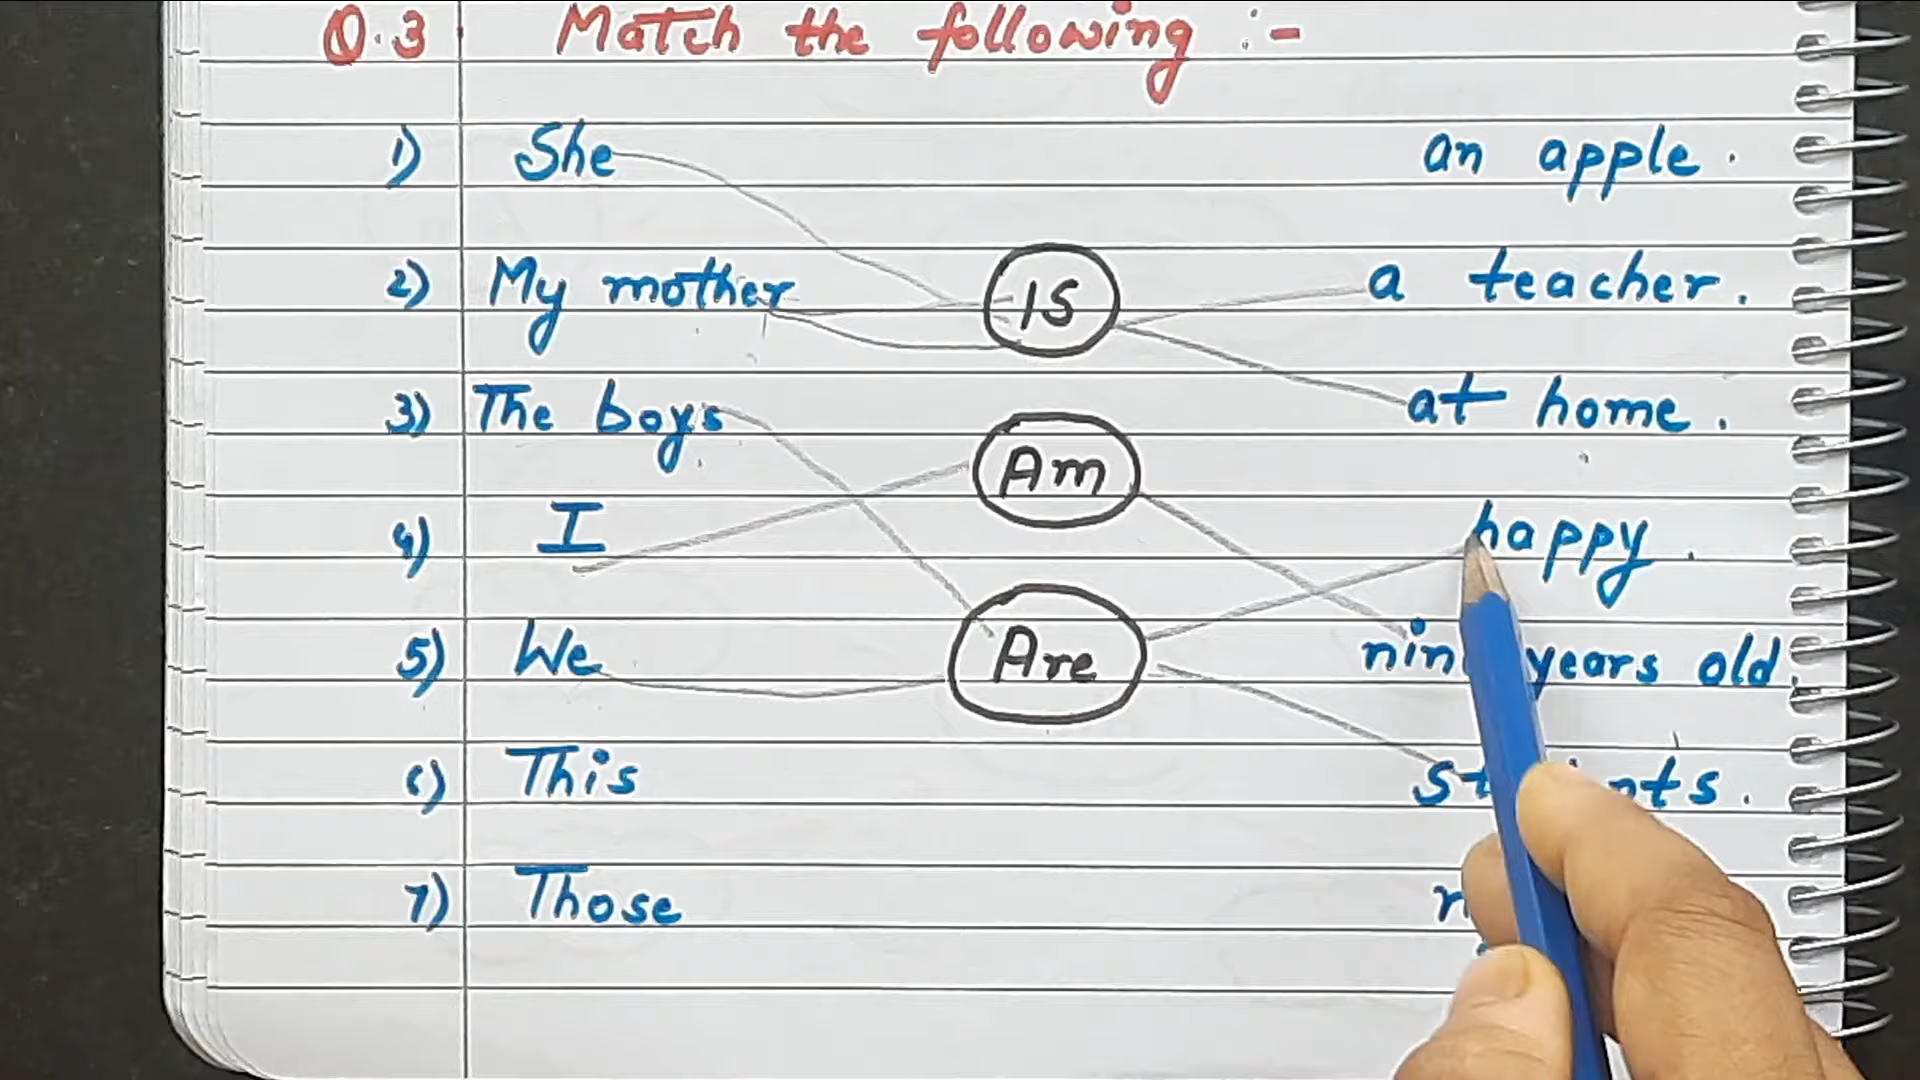 Q.3 Match the following :-
1) She an apple.
2) My mother IS a teacher.
3) The boys at home.
Am
4) I happy.
5) We Are years old.
6) This
7) Those